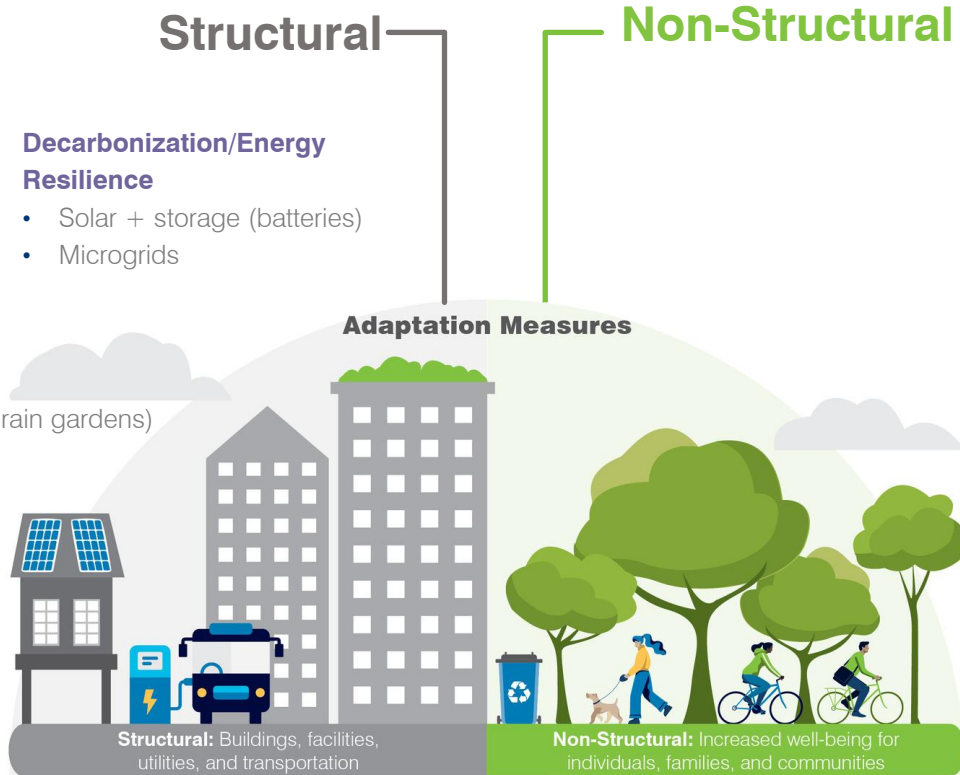 Structural
Non-Structural
Decarbonization/Energy
Resilience
• Solar + storage (batteries)
• Microgrids
Adaptation Measures
rain gardens)
Structural: Buildings, facilities,
utilities, and transportation
Non-Structural: Increased well-being for
individuals, families, and communities